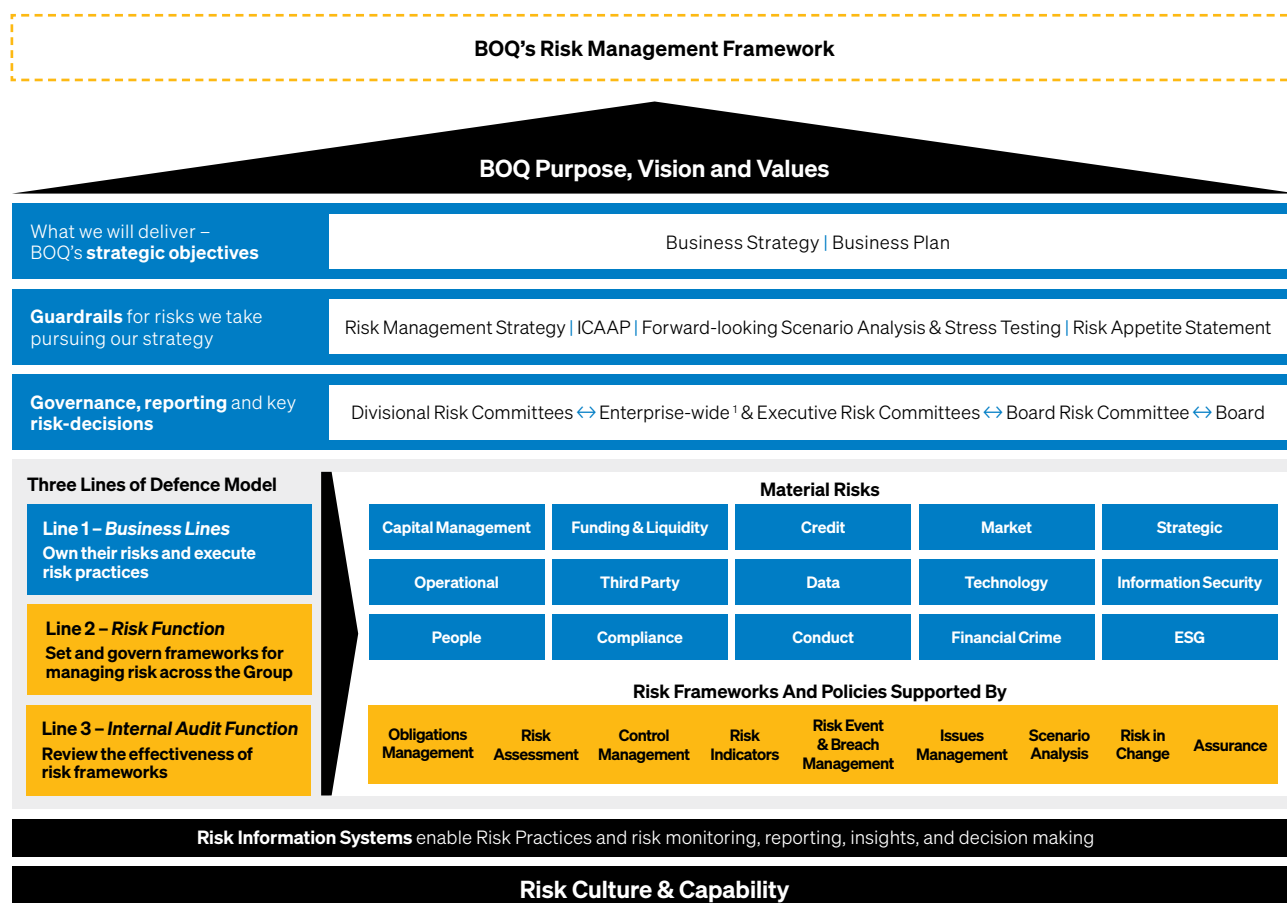 BOQ's Risk Management Framework
BOQ Purpose, Vision and Values
What we will deliver –
BOQ's strategic objectives
Business Strategy | Business Plan
Guardrails for risks we take
pursuing our strategy
Risk Management Strategy | ICAAP | Forward-looking Scenario Analysis & Stress Testing | Risk Appetite Statement
Governance, reporting and key
risk-decisions
Divisional Risk Committees ↔ Enterprise-wide ¹ & Executive Risk Committees ↔ Board Risk Committee ↔ Board
Three Lines of Defence Model
Line 1 – Business Lines
Own their risks and execute
risk practices
Line 2 – Risk Function
Set and govern frameworks for
managing risk across the Group
Line 3 – Internal Audit Function
Review the effectiveness of
risk frameworks
Material Risks
Capital Management
Funding & Liquidity
Credit
Market
Strategic
Operational
Third Party
Data
Technology
Information Security
People
Compliance
Conduct
Financial Crime
ESG
Risk Frameworks And Policies Supported By
Obligations
Management
Risk
Assessment
Control
Management
Risk
Indicators
Risk Event
& Breach
Management
Issues
Management
Scenario
Analysis
Risk in
Change
Assurance
Risk Information Systems enable Risk Practices and risk monitoring, reporting, insights, and decision making
Risk Culture & Capability